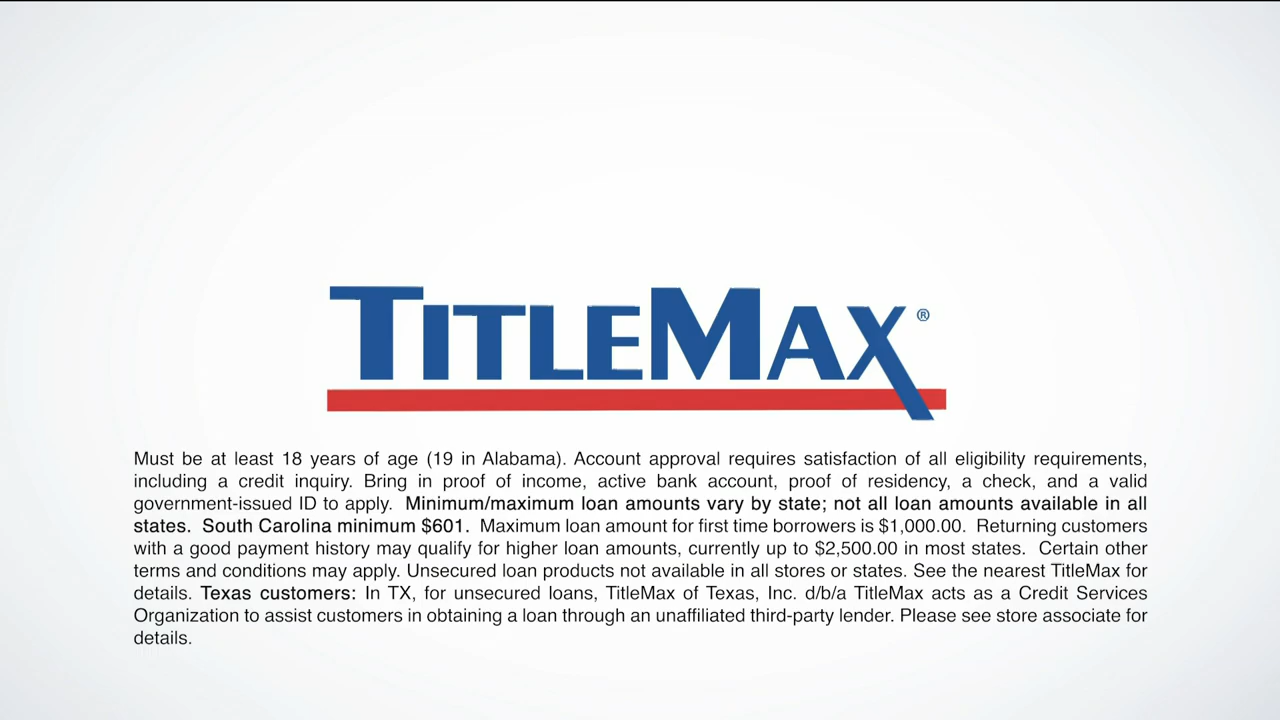 TITLEMAX®
Must be at least 18 years of age (19 in Alabama). Account approval requires satisfaction of all eligibility requirements,
including a credit inquiry. Bring in proof of income, active bank account, proof of residency, a check, and a valid
government-issued ID to apply. Minimum/maximum loan amounts vary by state; not all loan amounts available in all
states. South Carolina minimum $601. Maximum loan amount for first time borrowers is $1,000.00. Returning customers
with a good payment history may qualify for higher loan amounts, currently up to $2,500.00 in most states. Certain other
terms and conditions may apply. Unsecured loan products not available in all stores or states. See the nearest TitleMax for
details. Texas customers: In TX, for unsecured loans, TitleMax of Texas, Inc. d/b/a TitleMax acts as a Credit Services
Organization to assist customers in obtaining a loan through an unaffiliated third-party lender. Please see store associate for
details.